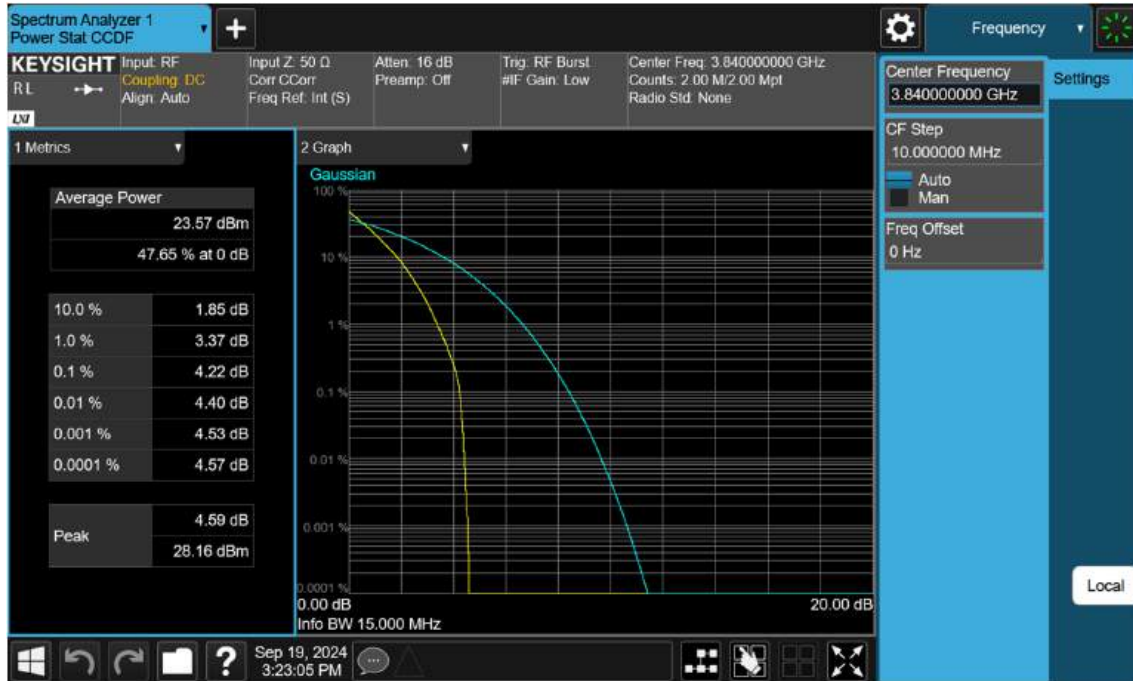 Spectrum Analyzer 1
Power Stat CCDF
+
Frequency
KEYSIGHT
RL
LXI
Input: RF
Coupling: DC
Align: Auto
Input Z: 50 Ω
Corr CCorr
Freq Ref: Int (S)
Atten: 16 dB
Preamp: Off
Trig: RF Burst
#IF Gain: Low
Center Freq: 3.840000000 GHz
Counts: 2.00 M/2.00 Mpt
Radio Std: None
Center Frequency
3.840000000 GHz
Settings
CF Step
10.000000 MHz
Auto
Man
Freq Offset
0 Hz
1 Metrics
Average Power
23.57 dBm
47.65 % at 0 dB
10.0 % 1.85 dB
1.0 % 3.37 dB
0.1 % 4.22 dB
0.01 % 4.40 dB
0.001 % 4.53 dB
0.0001 % 4.57 dB
Peak 4.59 dB
28.16 dBm
2 Graph
Gaussian
100 %
10 %
1 %
0.1 %
0.01 %
0.001 %
0.0001 %
0.00 dB 20.00 dB
Info BW 15.000 MHz
Local
?
Sep 19, 2024
3:23:05 PM